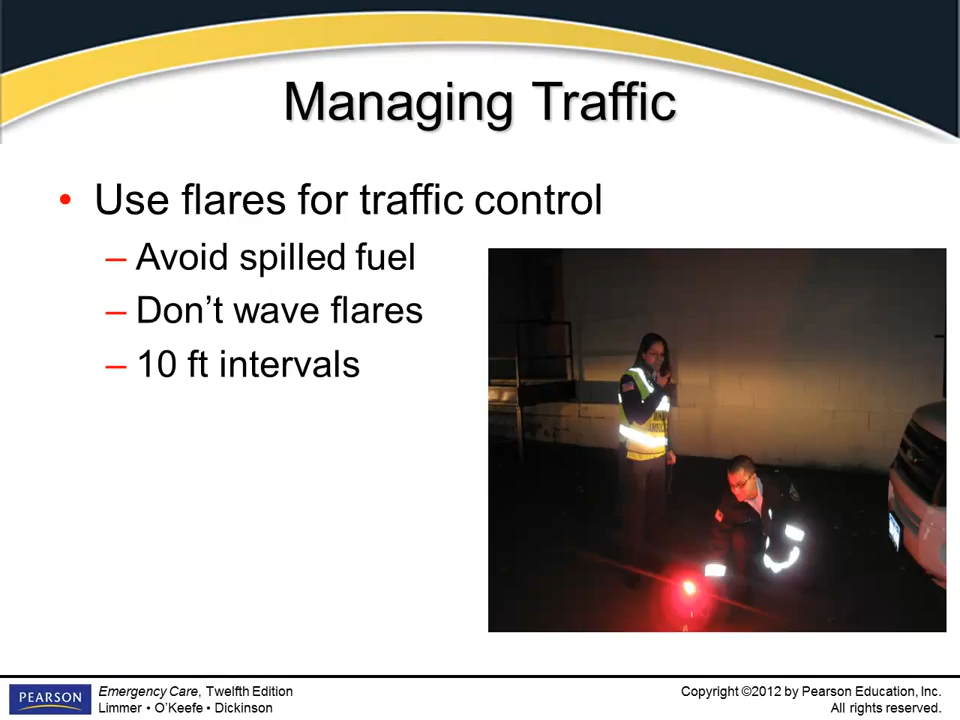 Managing Traffic
• Use flares for traffic control
– Avoid spilled fuel
– Don’t wave flares
– 10 ft intervals
PEARSON
Emergency Care, Twelfth Edition
Limmer • O’Keefe • Dickinson
Copyright ©2012 by Pearson Education, Inc.
All rights reserved.